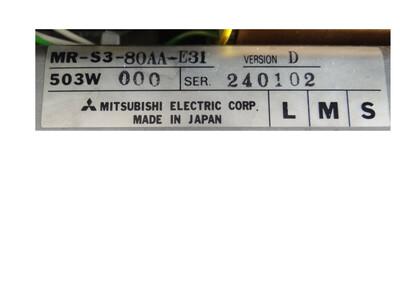 MR-S3-80AA-E31 VERSION D
503W 000 SER. 240102
MITSUBISHI ELECTRIC CORP.
MADE IN JAPAN
L M S